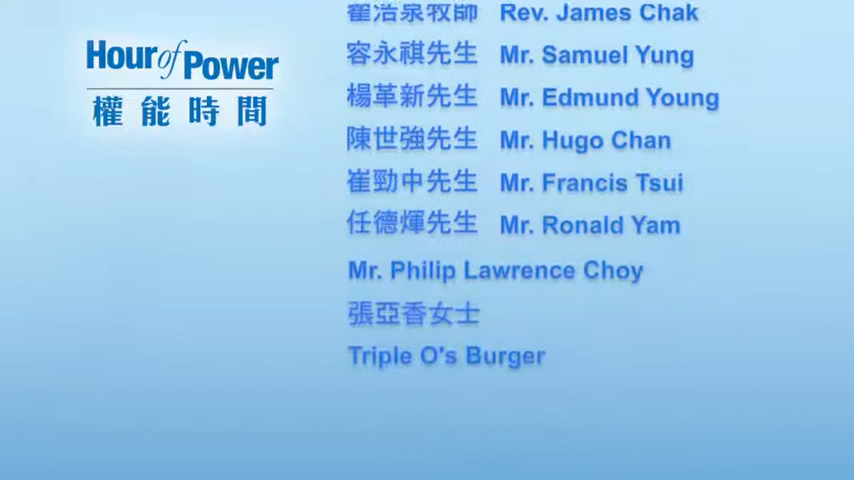 Hour of Power
權能時間
翟浩泉牧師 Rev. James Chak
容永祺先生 Mr. Samuel Yung
楊革新先生 Mr. Edmund Young
陳世強先生 Mr. Hugo Chan
崔勁中先生 Mr. Francis Tsui
任德煇先生 Mr. Ronald Yam
Mr. Philip Lawrence Choy
張亞香女士
Triple O's Burger